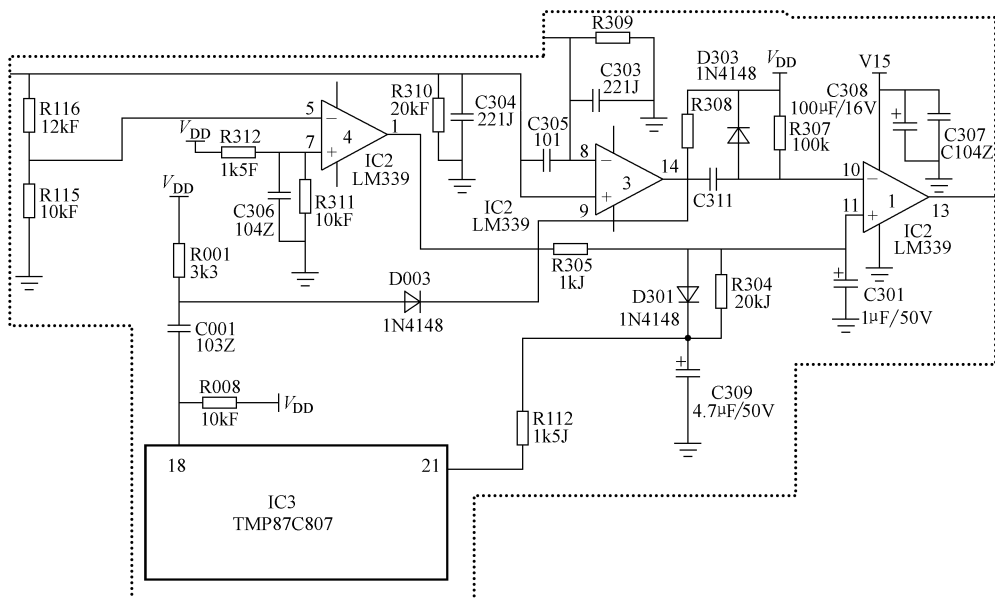 R309
C303
221J
D303
1N4148
V_DD
R308
R307
100k
C308
100μF/16V
V15
C307
C104Z
R116
12kF
R115
10kF
V_DD
R312
1k5F
5
−
7
+
4
1
IC2
LM339
R310
20kF
C304
221J
C305
101
8
−
9
+
3
14
IC2
LM339
C311
10
−
11
+
1
13
IC2
LM339
C306
104Z
R311
10kF
V_DD
R001
3k3
D003
1N4148
R305
1kJ
D301
1N4148
R304
20kJ
+
C301
1μF/50V
C001
103Z
R008
10kF
V_DD
R112
1k5J
+
C309
4.7μF/50V
+
18
21
IC3
TMP87C807